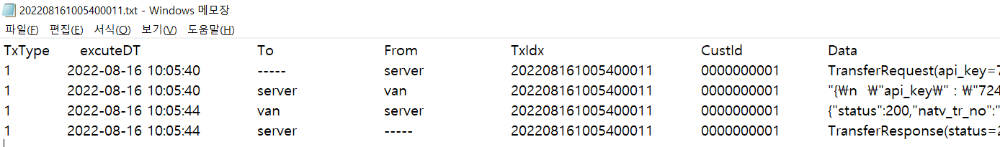 202208161005400011.txt - Windows 메모장
파일(F) 편집(E) 서식(O) 보기(V) 도움말(H)
TxType excuteDT To From TxIdx CustId Data
1 2022-08-16 10:05:40 ----- server 202208161005400011 0000000001 TransferRequest(api_key=7
1 2022-08-16 10:05:40 server van 202208161005400011 0000000001 "{₩n ₩"api_key₩" : ₩"724
1 2022-08-16 10:05:44 van server 202208161005400011 0000000001 {"status":200,"natv_tr_no":"
1 2022-08-16 10:05:44 server ----- 202208161005400011 0000000001 TransferResponse(status=2